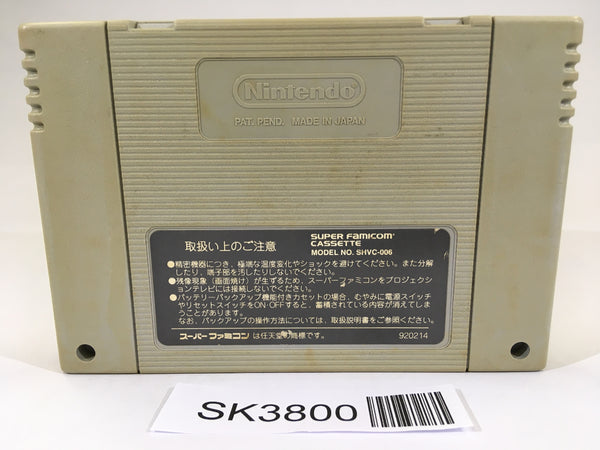 Nintendo
PAT. PEND. MADE IN JAPAN
取扱い上のご注意
SUPER FAMICOM
CASSETTE
MODEL NO. SHVC-006
●精密機器につき、極端な温度変化やショックを避けてください。また分解
したり、端子部を汚したりしないでください。
●残像現象(画面焼け)が生ずるため、スーパーファミコンをプロジェクシ
ョンテレビには接続しないでください。
●バッテリーバックアップ機能付きカセットの場合、むやみに電源スイッチ
やリセットスイッチをON・OFFすると、蓄積されている内容が消えてしま
うことがあります。
なお、バックアップの操作方法については、取扱説明書をご参照ください。
スーパーファミコンは任天堂の商標です。
920214
SK3800